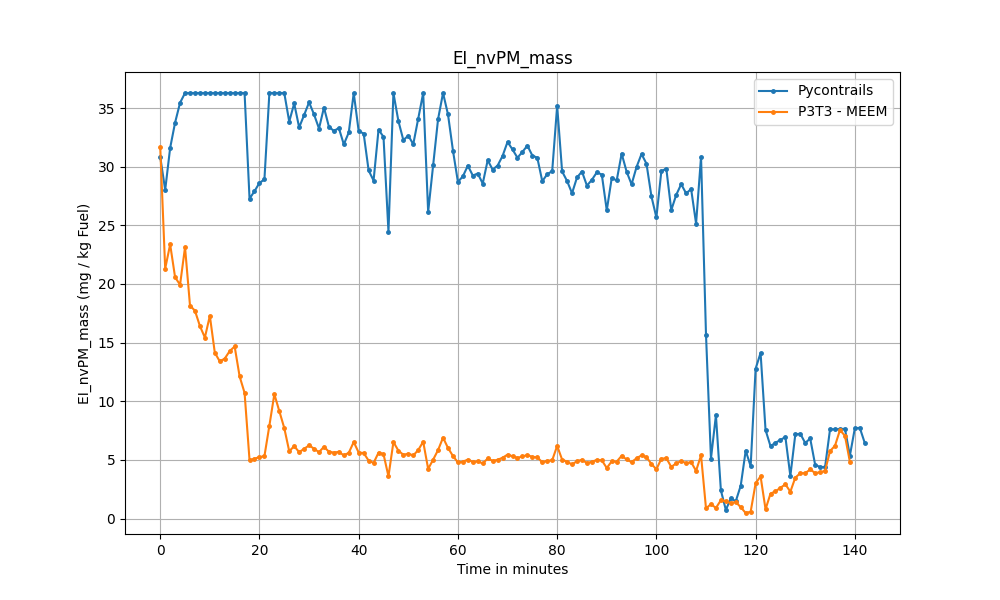 EI_nvPM_mass
Pycontrails
P3T3 - MEEM
EI_nvPM_mass (mg / kg Fuel)
35
30
25
20
15
10
5
0
0 20 40 60 80 100 120 140
Time in minutes